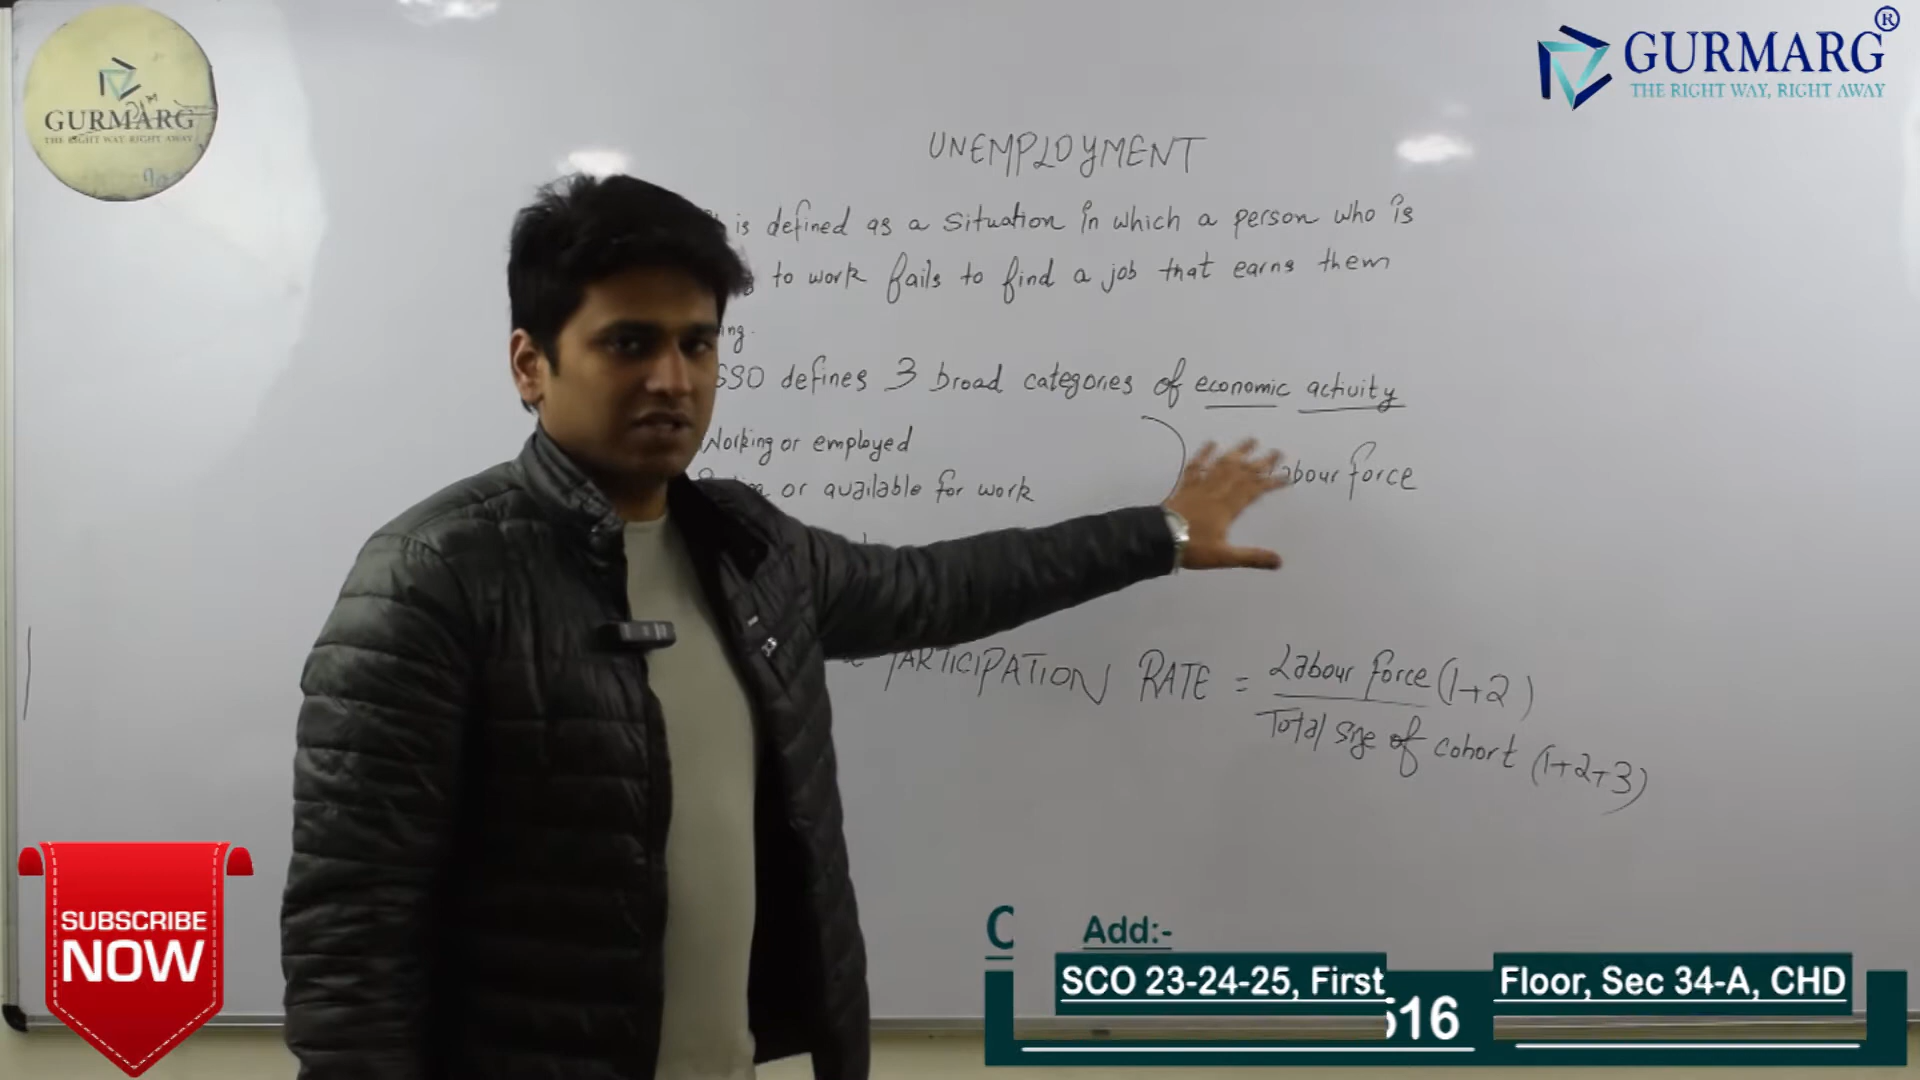 GURMARG
THE RIGHT WAY RIGHT AWAY
GURMARG®
THE RIGHT WAY, RIGHT AWAY
UNEMPLOYMENT
is defined as a situation in which a person who is
to work fails to find a job that earns them
SSO defines 3 broad categories of economic activity
Working or employed
or available for work
Labour force
PARTICIPATION RATE = Labour force (1+2)
Total size of cohort (1+2+3)
SUBSCRIBE
NOW
C
Add:-
SCO 23-24-25, First Floor, Sec 34-A, CHD
516